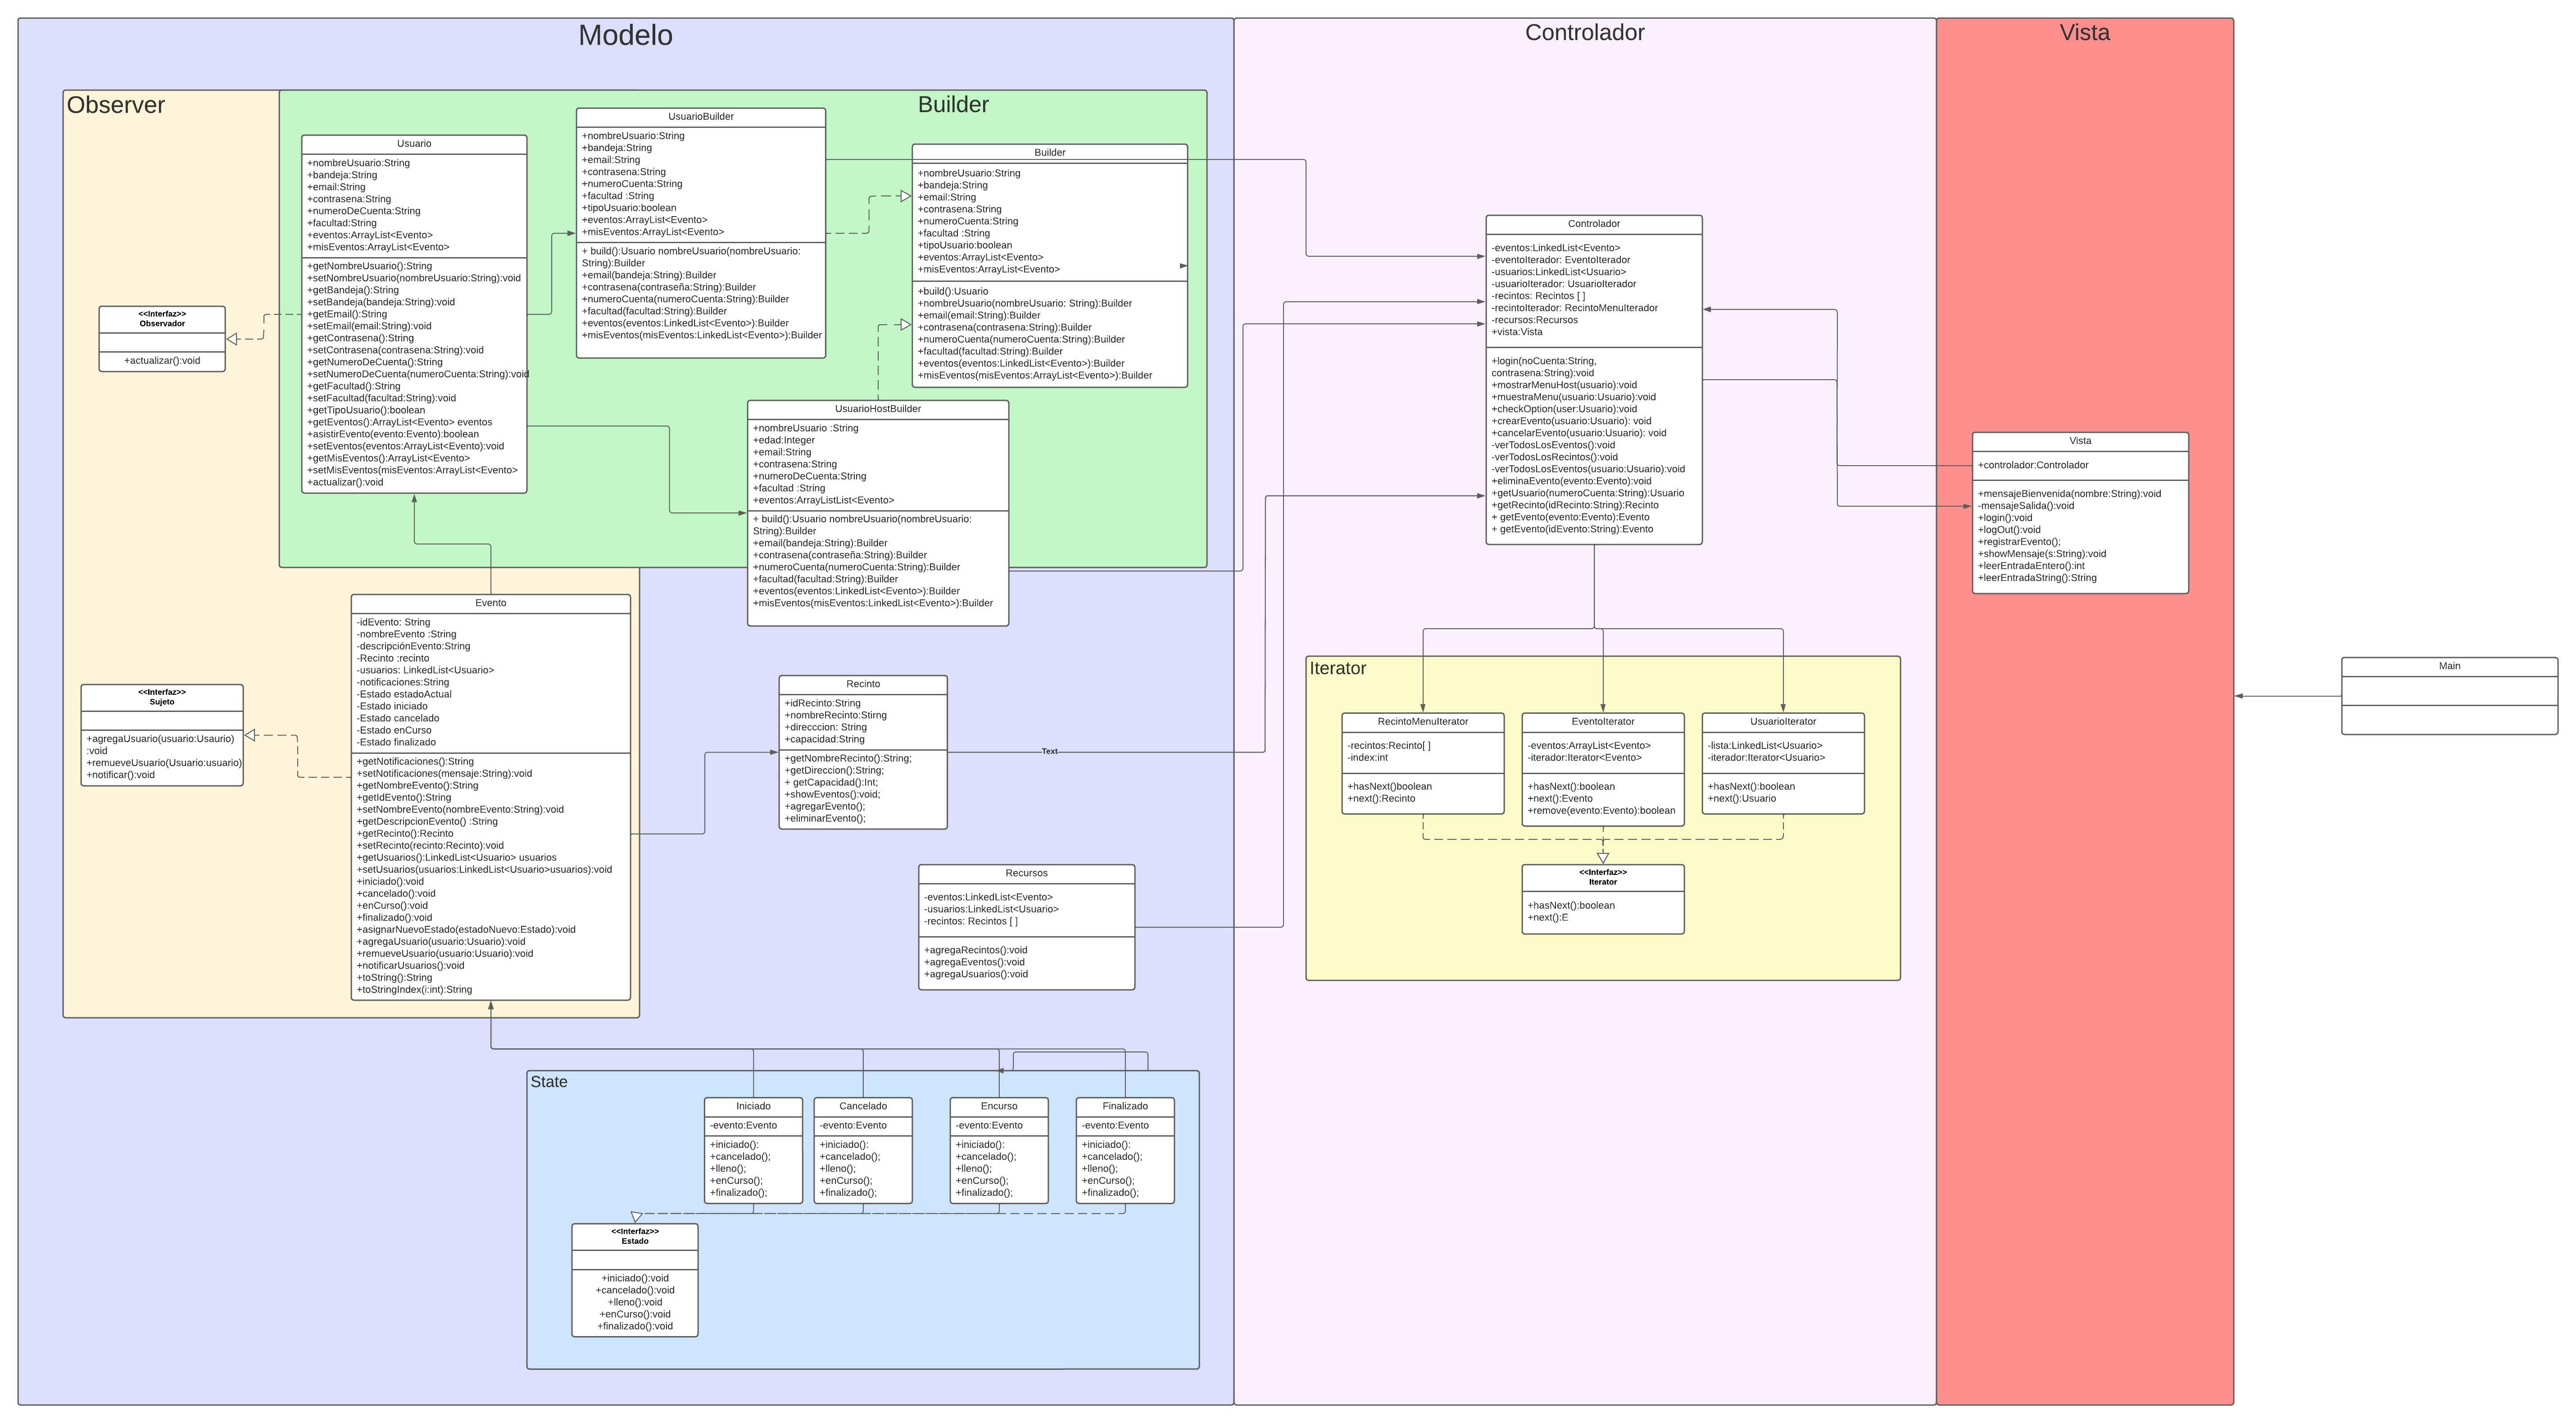 Modelo
Controlador
Vista
Observer
Builder
Usuario
+nombreUsuario:String
+bandeja:String
+email:String
+contrasena:String
+numeroDeCuenta:String
+facultad:String
+eventos:ArrayList<Evento>
+misEventos:ArrayList<Evento>
+getNombreUsuario():String
+setNombreUsuario(nombreUsuario:String):void
+getBandeja():String
+setBandeja(bandeja:String):void
+getEmail():String
+setEmail(email:String):void
+getContrasena():String
+setContrasena(contrasena:String):void
+getNumeroDeCuenta():String
+setNumeroDeCuenta(numeroCuenta:String):void
+getFacultad():String
+setFacultad(facultad:String):void
+getTipoUsuario():boolean
+getEventos():ArrayList<Evento> eventos
+asistirEvento(evento:Evento):boolean
+setEventos(eventos:ArrayList<Evento):void
+getMisEventos():ArrayList<Evento>
+setMisEventos(misEventos:ArrayList<Evento>
+actualizar():void
UsuarioBuilder
+nombreUsuario:String
+bandeja:String
+email:String
+contrasena:String
+numeroCuenta:String
+facultad :String
+tipoUsuario:boolean
+eventos:ArrayList<Evento>
+misEventos:ArrayList<Evento>
+ build():Usuario nombreUsuario(nombreUsuario:
String):Builder
+email(bandeja:String):Builder
+contrasena(contraseña:String):Builder
+numeroCuenta(numeroCuenta:String):Builder
+facultad(facultad:String):Builder
+eventos(eventos:LinkedList<Evento>):Builder
+misEventos(misEventos:LinkedList<Evento>):Builder
Builder
+nombreUsuario:String
+bandeja:String
+email:String
+contrasena:String
+numeroCuenta:String
+facultad :String
+tipoUsuario:boolean
+eventos:ArrayList<Evento>
+misEventos:ArrayList<Evento>
+build():Usuario
+nombreUsuario(nombreUsuario: String):Builder
+email(email:String):Builder
+contrasena(contrasena:String):Builder
+numeroCuenta(numeroCuenta:String):Builder
+facultad(facultad:String):Builder
+eventos(eventos:LinkedList<Evento>):Builder
+misEventos(misEventos:ArrayList<Evento>):Builder
<<Interfaz>>
Observador
+actualizar():void
UsuarioHostBuilder
+nombreUsuario :String
+edad:Integer
+email:String
+contrasena:String
+numeroDeCuenta:String
+facultad :String
+eventos:ArrayListList<Evento>
+ build():Usuario nombreUsuario(nombreUsuario:
String):Builder
+email(bandeja:String):Builder
+contrasena(contraseña:String):Builder
+numeroCuenta(numeroCuenta:String):Builder
+facultad(facultad:String):Builder
+eventos(eventos:LinkedList<Evento>):Builder
+misEventos(misEventos:LinkedList<Evento>):Builder
Controlador
-eventos:LinkedList<Evento>
-eventoIterador: EventoIterador
-usuarios:LinkedList<Usuario>
-usuarioIterador: UsuarioIterador
-recintos: Recintos [ ]
-recintoIterador: RecintoMenuIterador
-recursos:Recursos
+vista:Vista
+login(noCuenta:String,
contrasena:String):void
+mostrarMenuHost(usuario):void
+muestraMenu(usuario:Usuario):void
+checkOption(user:Usuario):void
+crearEvento(usuario:Usuario): void
+cancelarEvento(usuario:Usuario): void
-verTodosLosEventos():void
-verTodosLosRecintos():void
-verTodosLosEventos(usuario:Usuario):void
+eliminaEvento(evento:Evento):void
+getUsuario(numeroCuenta:String):Usuario
+getRecinto(idRecinto:String):Recinto
+ getEvento(evento:Evento):Evento
+ getEvento(idEvento:String):Evento
Vista
+controlador:Controlador
+mensajeBienvenida(nombre:String):void
-mensajeSalida():void
+login():void
+logOut():void
+registrarEvento();
+showMensaje(s:String):void
+leerEntradaEntero():int
+leerEntradaString():String
Evento
-idEvento: String
-nombreEvento :String
-descripciónEvento:String
-Recinto :recinto
-usuarios: LinkedList<Usuario>
-notificaciones:String
-Estado estadoActual
-Estado iniciado
-Estado cancelado
-Estado enCurso
-Estado finalizado
+getNotificaciones():String
+setNotificaciones(mensaje:String):void
+getNombreEvento():String
+getIdEvento():String
+setNombreEvento(nombreEvento:String):void
+getDescripcionEvento() :String
+getRecinto():Recinto
+setRecinto(recinto:Recinto):void
+getUsuarios():LinkedList<Usuario> usuarios
+setUsuarios(usuarios:LinkedList<Usuario>usuarios):void
+iniciado():void
+cancelado():void
+enCurso():void
+finalizado():void
+asignarNuevoEstado(estadoNuevo:Estado):void
+agregaUsuario(usuario:Usuario):void
+remueveUsuario(usuario:Usuario):void
+notificarUsuarios():void
+toString():String
+toStringIndex(i:int):String
<<Interfaz>>
Sujeto
+agregaUsuario(usuario:Usaurio)
:void
+remueveUsuario(Usuario:usuario)
+notificar():void
Recinto
+idRecinto:String
+nombreRecinto:Stirng
+direcccion: String
+capacidad:String
+getNombreRecinto():String;
+getDireccion():String;
+ getCapacidad():Int;
+showEventos():void;
+agregarEvento();
+eliminarEvento();
Text
Recursos
-eventos:LinkedList<Evento>
-usuarios:LinkedList<Usuario>
-recintos: Recintos [ ]
+agregaRecintos():void
+agregaEventos():void
+agregaUsuarios():void
Iterator
RecintoMenuIterator
-recintos:Recinto[ ]
-index:int
+hasNext()boolean
+next():Recinto
EventoIterator
-eventos:ArrayList<Evento>
-iterador:Iterator<Evento>
+hasNext():boolean
+next():Evento
+remove(evento:Evento):boolean
UsuarioIterator
-lista:LinkedList<Usuario>
-iterador:Iterator<Usuario>
+hasNext():boolean
+next():Usuario
<<Interfaz>>
Iterator
+hasNext():boolean
+next():E
Main
State
Iniciado
-evento:Evento
+iniciado():
+cancelado();
+lleno();
+enCurso();
+finalizado();
Cancelado
-evento:Evento
+iniciado():
+cancelado();
+lleno();
+enCurso();
+finalizado();
Encurso
-evento:Evento
+iniciado():
+cancelado();
+lleno();
+enCurso();
+finalizado();
Finalizado
-evento:Evento
+iniciado():
+cancelado();
+lleno();
+enCurso();
+finalizado();
<<Interfaz>>
Estado
+iniciado():void
+cancelado():void
+lleno():void
+enCurso():void
+finalizado():void